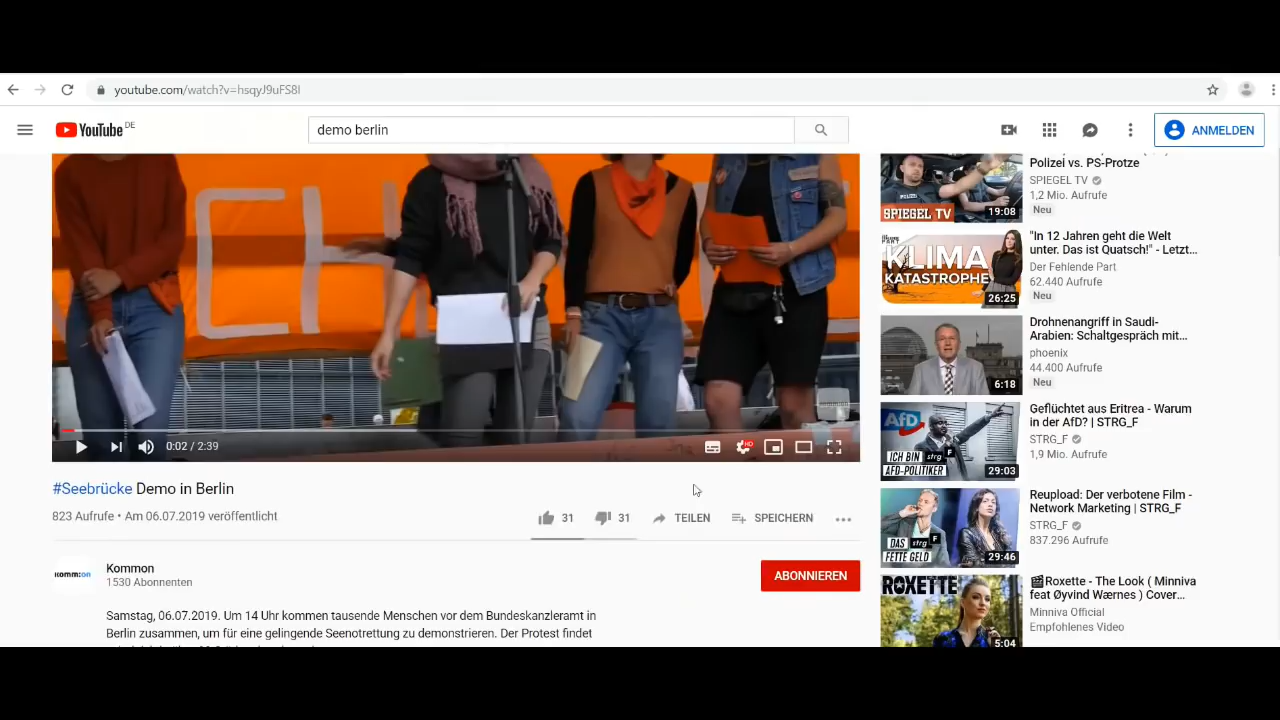 youtube.com/watch?v=hsqyJ9uFS8I
YouTube DE
demo berlin
ANMELDEN
CH
0:02 / 2:39
HD
#Seebrücke Demo in Berlin
823 Aufrufe • Am 06.07.2019 veröffentlicht
31
31
TEILEN
SPEICHERN
komm:on
Kommon
1530 Abonnenten
ABONNIEREN
Samstag, 06.07.2019. Um 14 Uhr kommen tausende Menschen vor dem Bundeskanzleramt in
Berlin zusammen, um für eine gelingende Seenotrettung zu demonstrieren. Der Protest findet
SPIEGEL TV
19:08
Polizei vs. PS-Protze
SPIEGEL TV
1,2 Mio. Aufrufe
Neu
KLIMA
KATASTROPHE
26:25
"In 12 Jahren geht die Welt
unter. Das ist Quatsch!" - Letzt...
Der Fehlende Part
62.440 Aufrufe
Neu
6:18
Drohnenangriff in Saudi-
Arabien: Schaltgespräch mit...
phoenix
44.400 Aufrufe
Neu
AfD
ICH BIN strg F
AFD-POLITIKER
29:03
Geflüchtet aus Eritrea - Warum
in der AfD? | STRG_F
STRG_F
1,9 Mio. Aufrufe
DAS strg F
FETTE GELD
29:46
Reupload: Der verbotene Film -
Network Marketing | STRG_F
STRG_F
837.296 Aufrufe
ROXETTE
5:04
Roxette - The Look ( Minniva
feat Øyvind Wærnes ) Cover...
Minniva Official
Empfohlenes Video